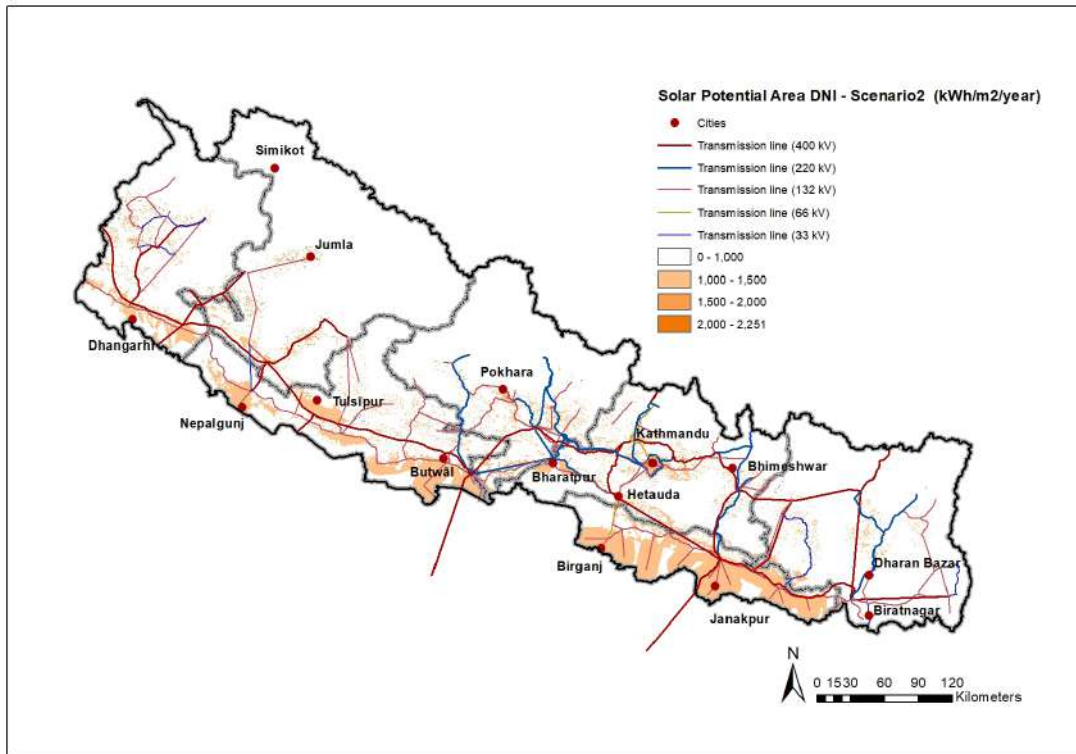 Solar Potential Area DNI - Scenario2 (kWh/m2/year)
Cities
Transmission line (400 kV)
Transmission line (220 kV)
Transmission line (132 kV)
Transmission line (66 kV)
Transmission line (33 kV)
0 - 1,000
1,000 - 1,500
1,500 - 2,000
2,000 - 2,251
Simikot
Jumla
Dhangarhi
Pokhara
Nepalgunj
Tulsipur
Kathmandu
Butwal
Bharatpur
Bhimeshwar
Hetauda
Birganj
Dharan Bazar
Janakpur
Biratnagar
N
0 15 30 60 90 120
Kilometers